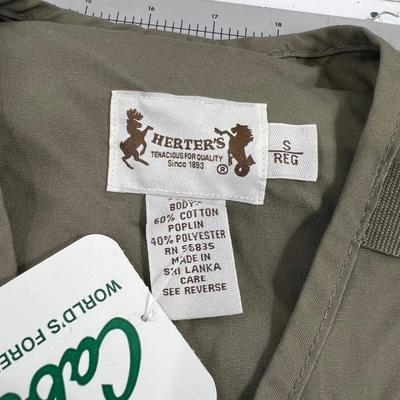 15 16 17 18
HERTER'S
TENACIOUS FOR QUALITY
Since 1893
®
S
REG
BODY:
60% COTTON
POPLIN
40% POLYESTER
RN 56835
MADE IN
SRI LANKA
CARE
SEE REVERSE
WORLD'S FORE
Cabe